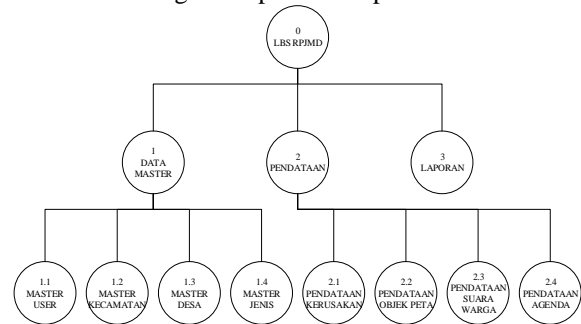 0
LBS RPJMD
1
DATA
MASTER
2
PENDATAAN
3
LAPORAN
1.1
MASTER
USER
1.2
MASTER
KECAMATAN
1.3
MASTER
DESA
1.4
MASTER
JENIS
2.1
PENDATAAN
KERUSAKAN
2.2
PENDATAAN
OBJEK PETA
2.3
PENDATAAN
SUARA
WARGA
2.4
PENDATAAN
AGENDA